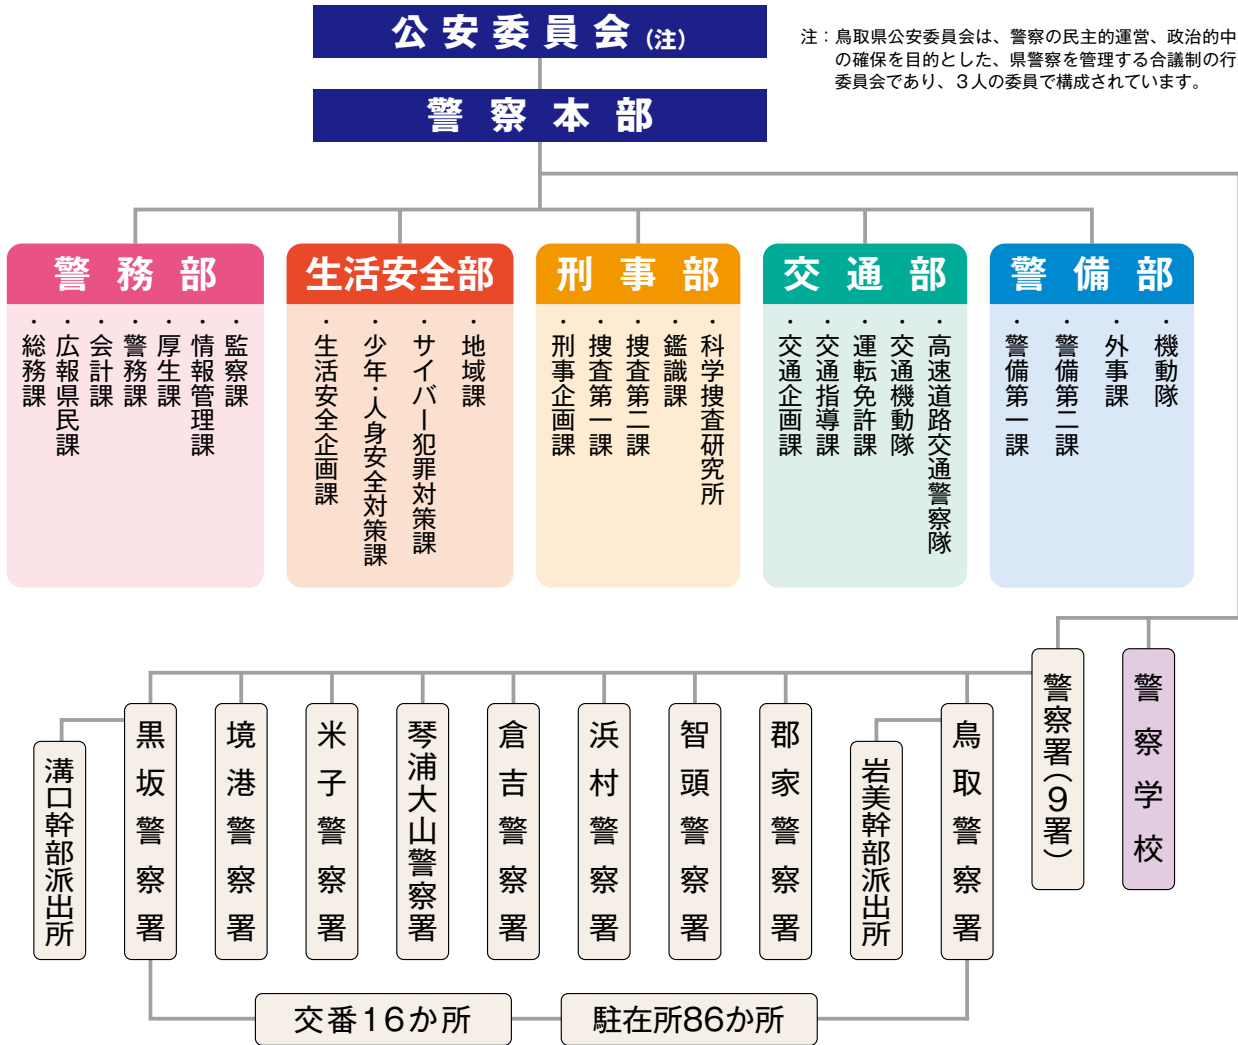 公安委員会(注)
注：鳥取県公安委員会は、警察の民主的運営、政治的中
の確保を目的とした、県警察を管理する合議制の行
委員会であり、３人の委員で構成されています。
警察本部
警務部
・総務課
・広報県民課
・会計課
・警務課
・厚生課
・情報管理課
・監察課
生活安全部
・生活安全企画課
・少年・人身安全対策課
・サイバー犯罪対策課
・地域課
刑事部
・刑事企画課
・捜査第一課
・捜査第二課
・鑑識課
・科学捜査研究所
交通部
・交通企画課
・交通指導課
・運転免許課
・交通機動隊
・高速道路交通警察隊
警備部
・警備第一課
・警備第二課
・外事課
・機動隊
警察学校
警察署（９署）
鳥取警察署
岩美幹部派出所
郡家警察署
智頭警察署
浜村警察署
倉吉警察署
琴浦大山警察署
米子警察署
境港警察署
黒坂警察署
溝口幹部派出所
交番16か所
駐在所86か所